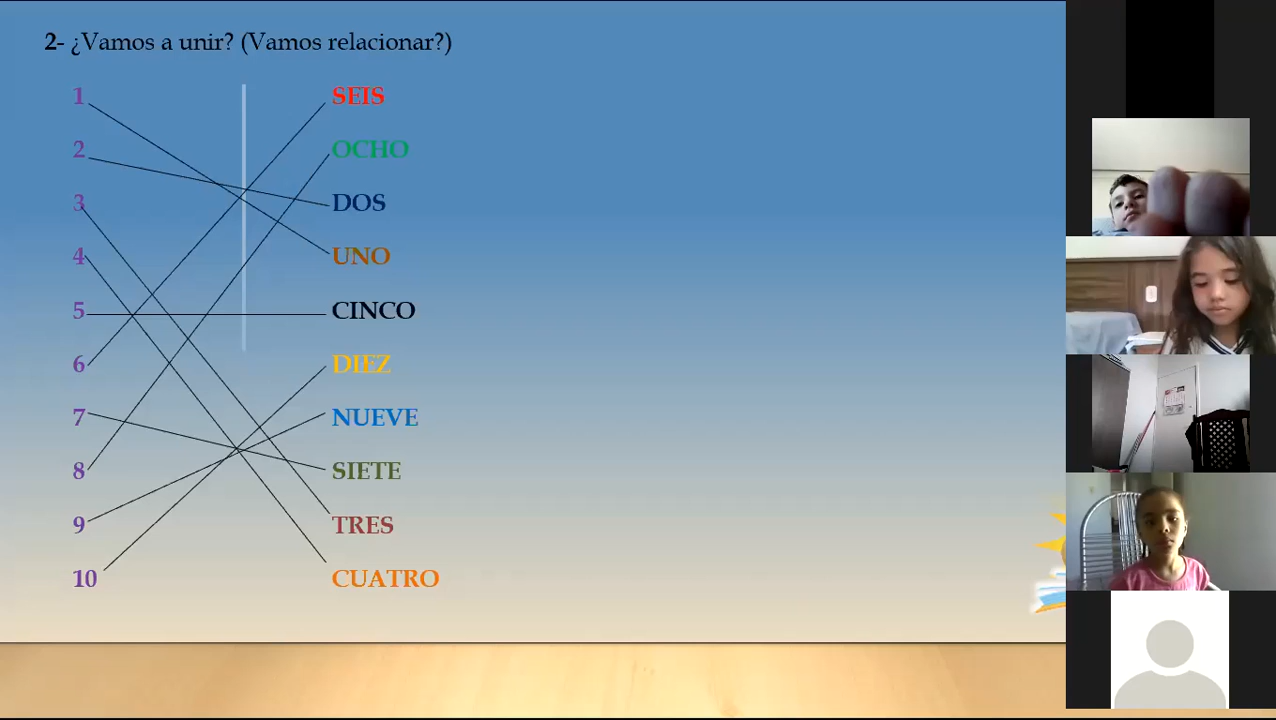 2- ¿Vamos a unir? (Vamos relacionar?)
1 SEIS
2 OCHO
3 DOS
4 UNO
5 CINCO
6 DIEZ
7 NUEVE
8 SIETE
9 TRES
10 CUATRO